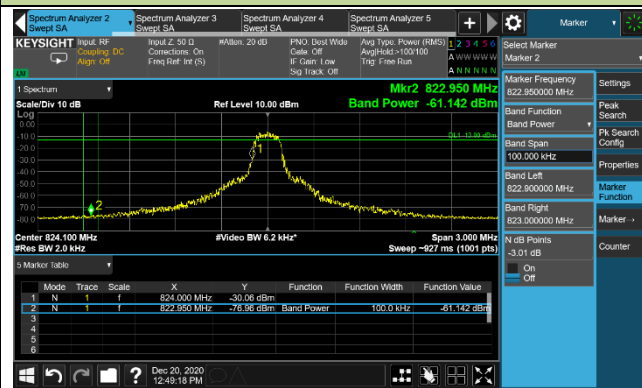 Spectrum Analyzer 2
Swept SA
Spectrum Analyzer 3
Swept SA
Spectrum Analyzer 4
Swept SA
Spectrum Analyzer 5
Swept SA
Marker
KEYSIGHT
Input: RF
Coupling: DC
Align: Off
Input Z: 50 Ω
Corrections: On
Freq Ref: Int (S)
#Atten: 20 dB
PNO: Best Wide
Gate: Off
IF Gain: Low
Sig Track: Off
Avg Type: Power (RMS)
Avg|Hold:>100/100
Trig: Free Run
1 2 3 4 5 6
A W W W W W
A N N N N N
LXI
Select Marker
Marker 2
1 Spectrum
Scale/Div 10 dB
Ref Level 10.00 dBm
Mkr2 822.950 MHz
Band Power -61.142 dBm
Log
0.00
-10.0
-20.0
-30.0
-40.0
-50.0
-60.0
-70.0
-80.0
DL1 -13.00 dBm
1
2
Center 824.100 MHz
#Res BW 2.0 kHz
#Video BW 6.2 kHz*
Span 3.000 MHz
Sweep ~927 ms (1001 pts)
5 Marker Table
Mode Trace Scale X Y Function Function Width Function Value
1 N 1 f 824.000 MHz -30.06 dBm
2 N 1 f 822.950 MHz -76.96 dBm Band Power 100.0 kHz -61.142 dBm
3
4
5
6
Marker Frequency
822.950000 MHz
Band Function
Band Power
Band Span
100.000 kHz
Band Left
822.900000 MHz
Band Right
823.000000 MHz
N dB Points
-3.01 dB
On
Off
Settings
Peak
Search
Pk Search
Config
Properties
Marker
Function
Marker→
Counter
Dec 20, 2020
12:49:18 PM